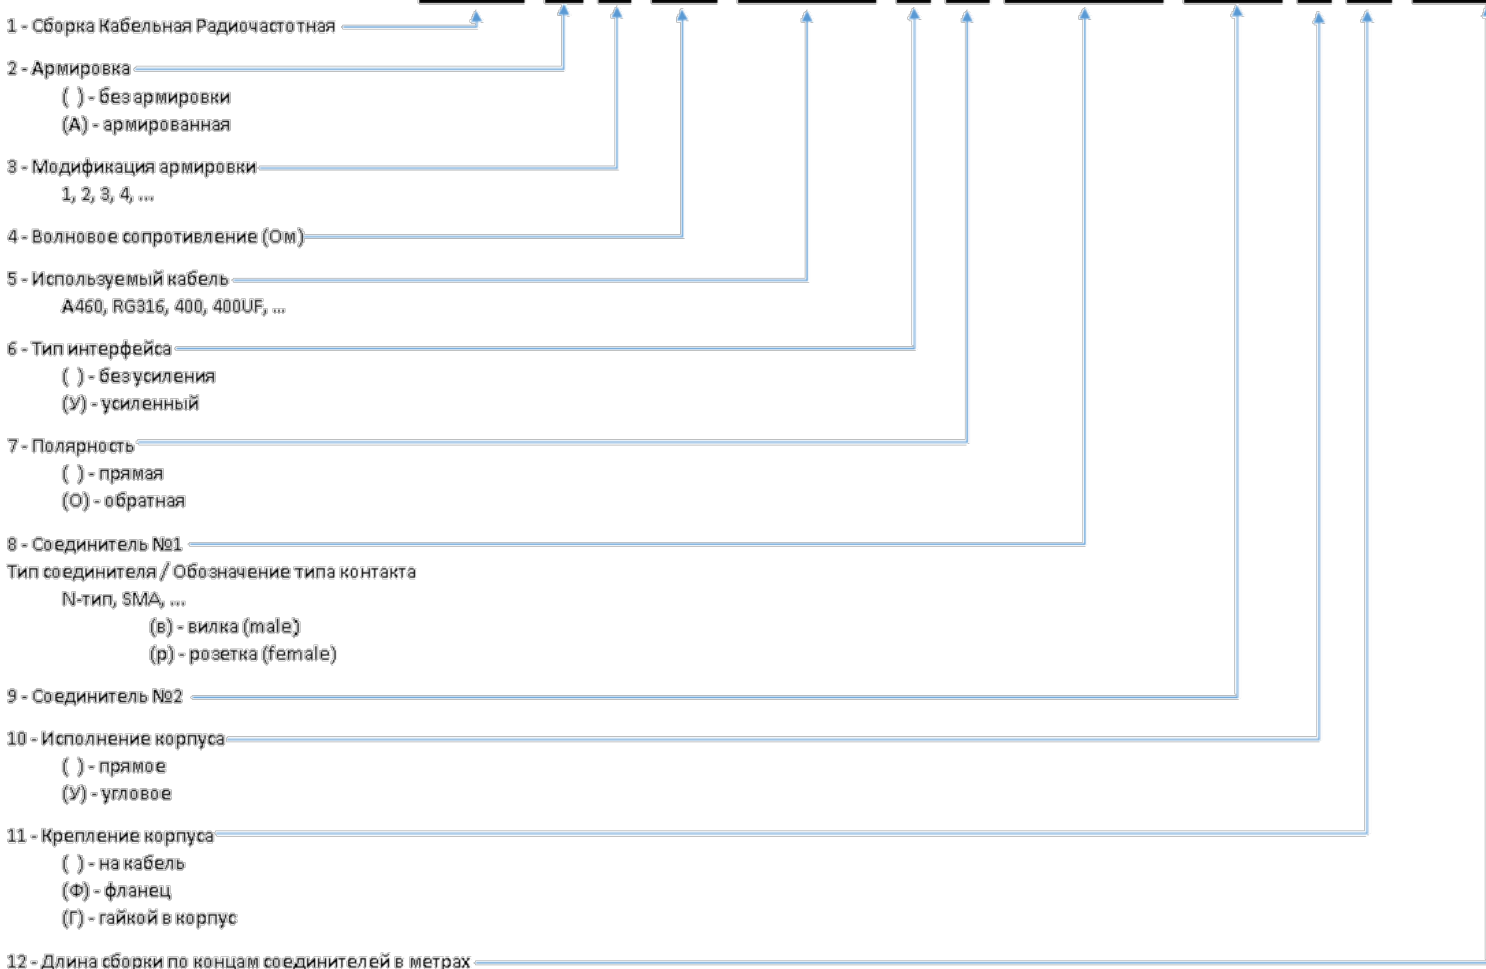 1 - Сборка Кабельная Радиочастотная
2 - Армировка
( ) - без армировки
(А) - армированная
3 - Модификация армировки
1, 2, 3, 4, ...
4 - Волновое сопротивление (Ом)
5 - Используемый кабель
A460, RG316, 400, 400UF, ...
6 - Тип интерфейса
( ) - без усиления
(У) - усиленный
7 - Полярность
( ) - прямая
(О) - обратная
8 - Соединитель №1
Тип соединителя / Обозначение типа контакта
N-тип, SMA, ...
(в) - вилка (male)
(р) - розетка (female)
9 - Соединитель №2
10 - Исполнение корпуса
( ) - прямое
(У) - угловое
11 - Крепление корпуса
( ) - на кабель
(Ф) - фланец
(Г) - гайкой в корпус
12 - Длина сборки по концам соединителей в метрах